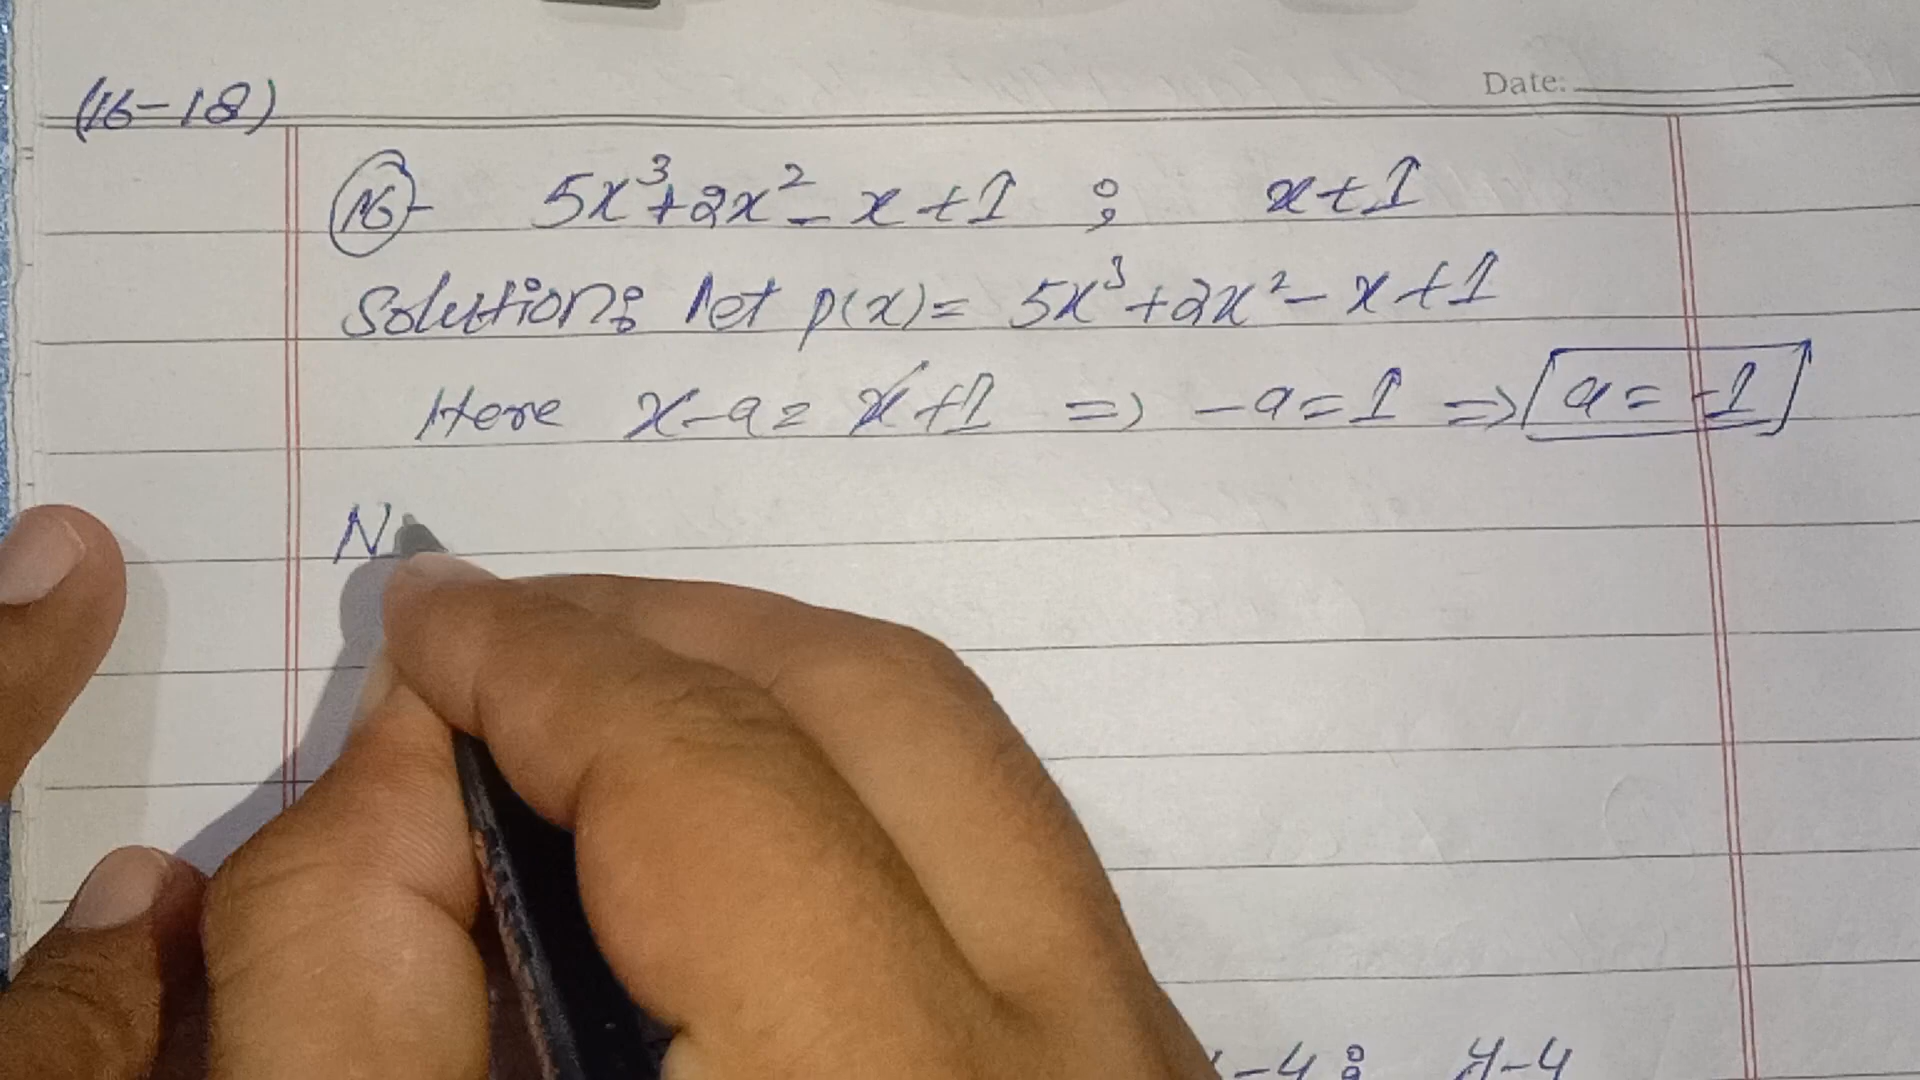 Date:
(16-18)
(16)- 5x³+2x²-x+1 ; x+1
Solution: let p(x)= 5x³+2x²-x+1
Here x-a= x+1 => -a=1 => a=-1
N
-4; y-4